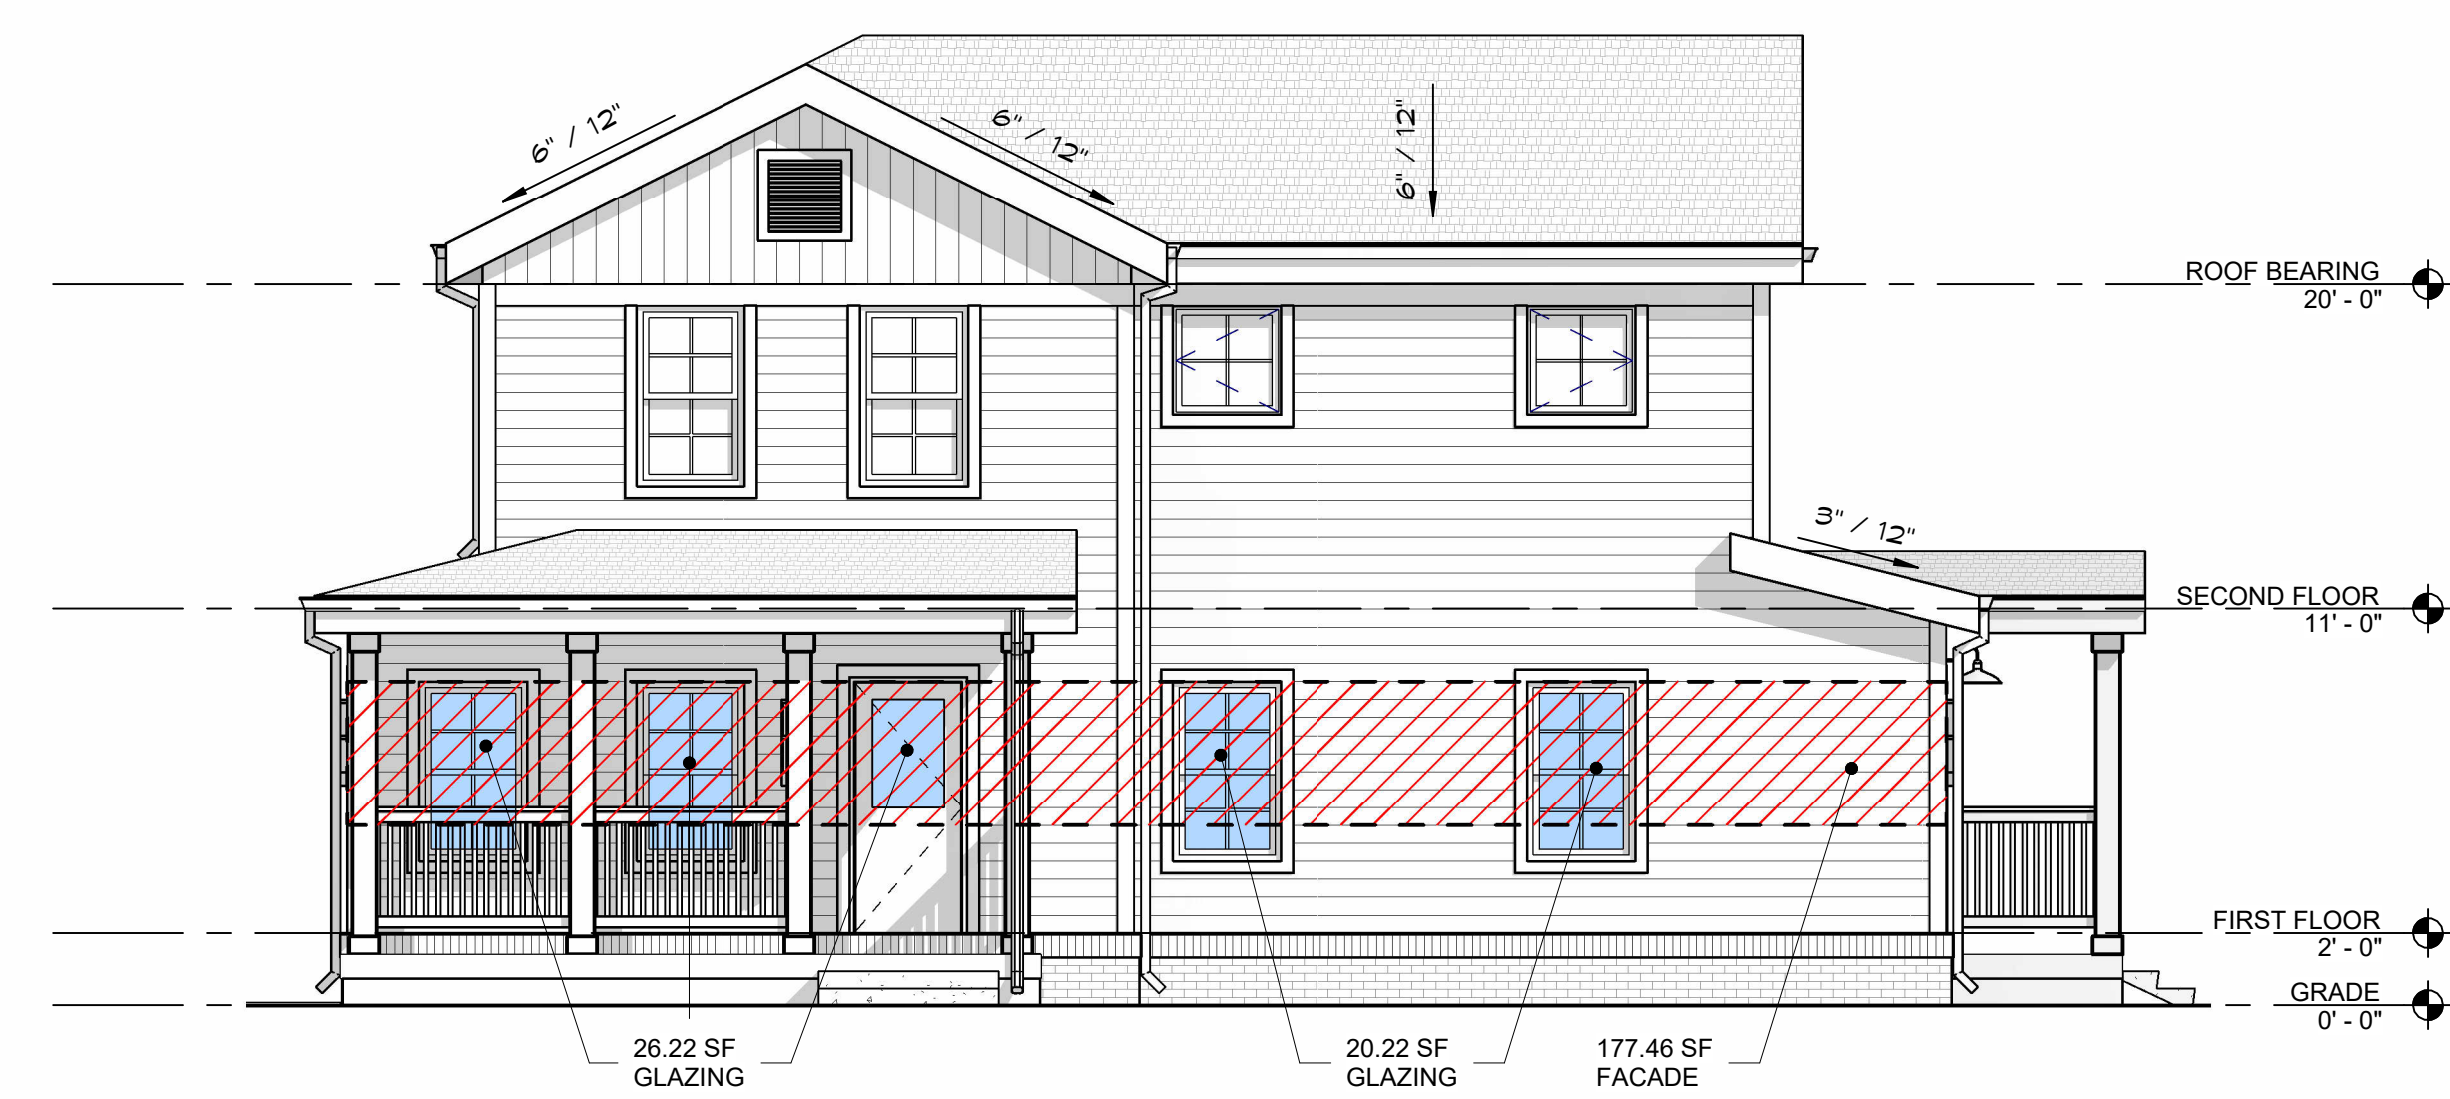 6" / 12"
6" / 12"
6" / 12"
ROOF BEARING
20' - 0"
3" / 12"
SECOND FLOOR
11' - 0"
FIRST FLOOR
2' - 0"
GRADE
0' - 0"
26.22 SF
GLAZING
20.22 SF
GLAZING
177.46 SF
FACADE